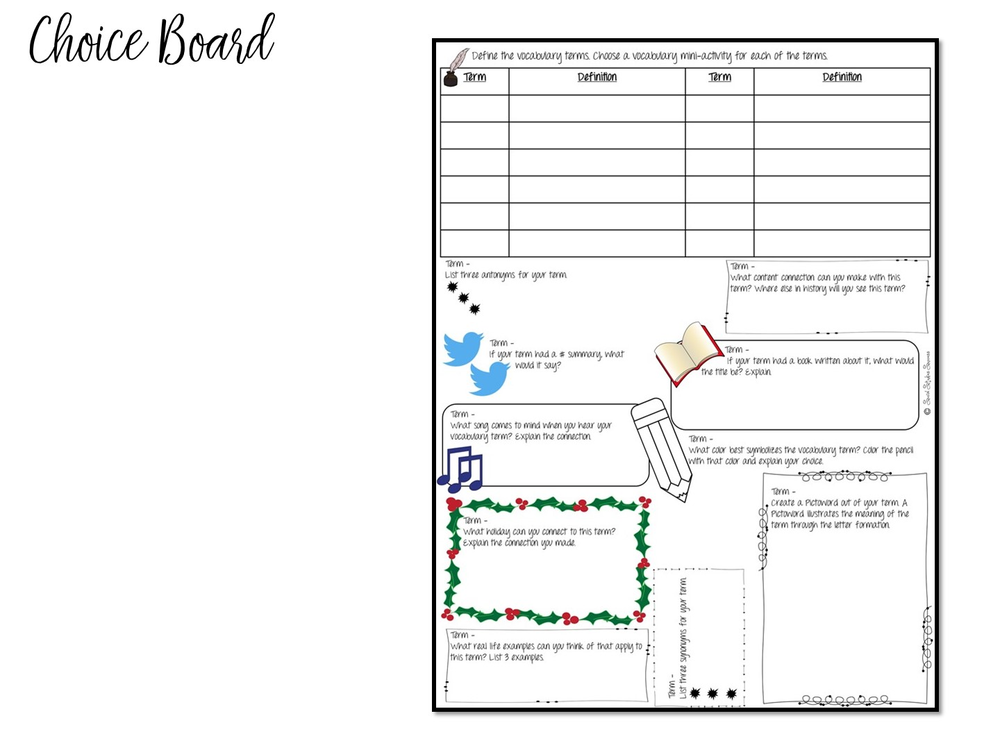 Choice Board
Define the vocabulary terms. Choose a vocabulary mini-activity for each of the terms.
Term Definition Term Definition
Term -
List three antonyms for your term.
Term -
What content connection can you make with this
term? Where else in history will you see this term?
Term -
If your term had a # summary, what
would it say?
Term -
If your term had a book written about it, what would
the title be? Explain.
© Social Studies Success
Term -
What song comes to mind when you hear your
vocabulary term? Explain the connection.
Term -
What color best symbolizes the vocabulary term? Color the pencil
with that color and explain your choice.
Term -
What holiday can you connect to this term?
Explain the connection you made.
Term -
Create a PictoWord out of your term. A
PictoWord illustrates the meaning of the
term through the letter formation.
Term -
What real life examples can you think of that apply to
this term? List 3 examples.
Term -
List three synonyms for your term.